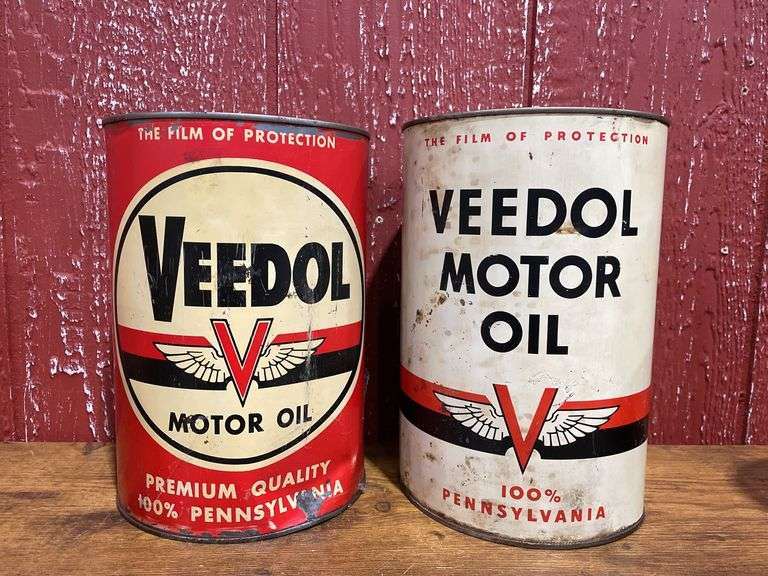 THE FILM OF PROTECTION
VEEDOL
V
MOTOR OIL
PREMIUM QUALITY
100% PENNSYLVANIA
THE FILM OF PROTECTION
VEEDOL
MOTOR
OIL
V
100%
PENNSYLVANIA